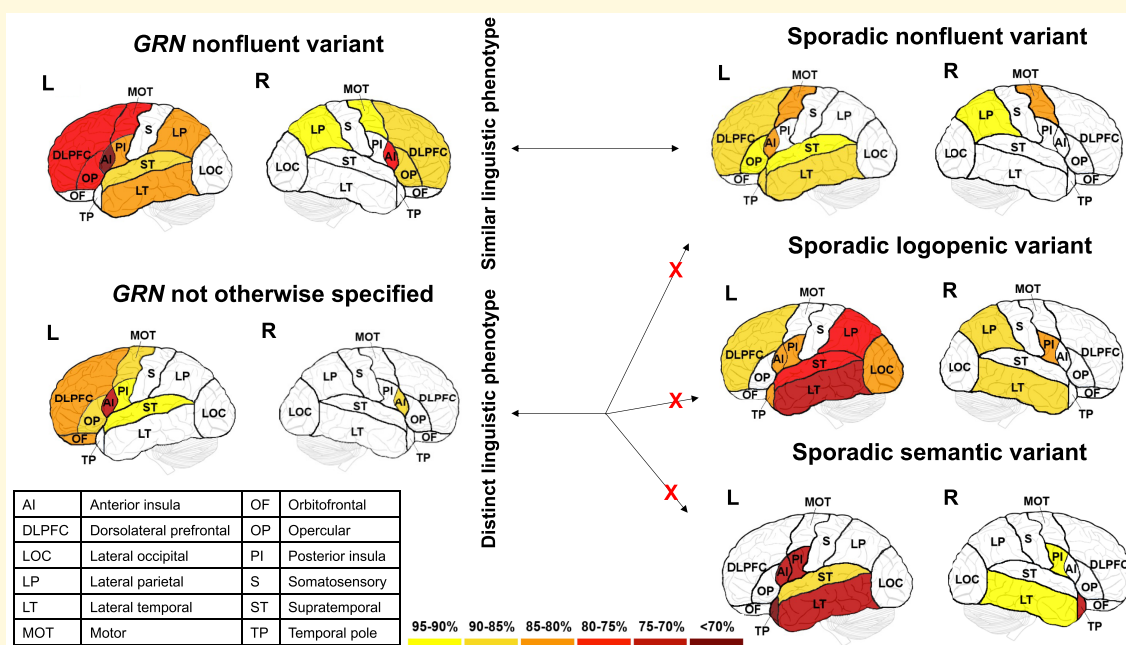 GRN nonfluent variant
L
R
MOT
MOT
DLPFC
AI
PI
S
LP
OP
ST
LT
LOC
OF
TP
LP
S
PI
AI
DLPFC
LOC
ST
OP
LT
OF
TP
GRN not otherwise specified
L
R
MOT
MOT
DLPFC
AI
PI
S
LP
OP
ST
LT
LOC
OF
TP
LP
S
PI
AI
DLPFC
LOC
ST
OP
LT
OF
TP
Similar linguistic phenotype
Distinct linguistic phenotype
X
X
X
Sporadic nonfluent variant
L
R
MOT
MOT
DLPFC
AI
PI
S
LP
OP
ST
LT
LOC
OF
TP
LP
S
PI
AI
DLPFC
LOC
ST
OP
LT
OF
TP
Sporadic logopenic variant
L
R
MOT
MOT
DLPFC
AI
PI
S
LP
OP
ST
LT
LOC
OF
TP
LP
S
PI
AI
DLPFC
LOC
ST
OP
LT
OF
TP
Sporadic semantic variant
L
R
MOT
MOT
DLPFC
AI
PI
S
LP
OP
ST
LT
LOC
OF
TP
LP
S
PI
AI
DLPFC
LOC
ST
OP
LT
OF
TP
AI Anterior insula OF Orbitofrontal
DLPFC Dorsolateral prefrontal OP Opercular
LOC Lateral occipital PI Posterior insula
LP Lateral parietal S Somatosensory
LT Lateral temporal ST Supratemporal
MOT Motor TP Temporal pole
95-90% 90-85% 85-80% 80-75% 75-70% <70%